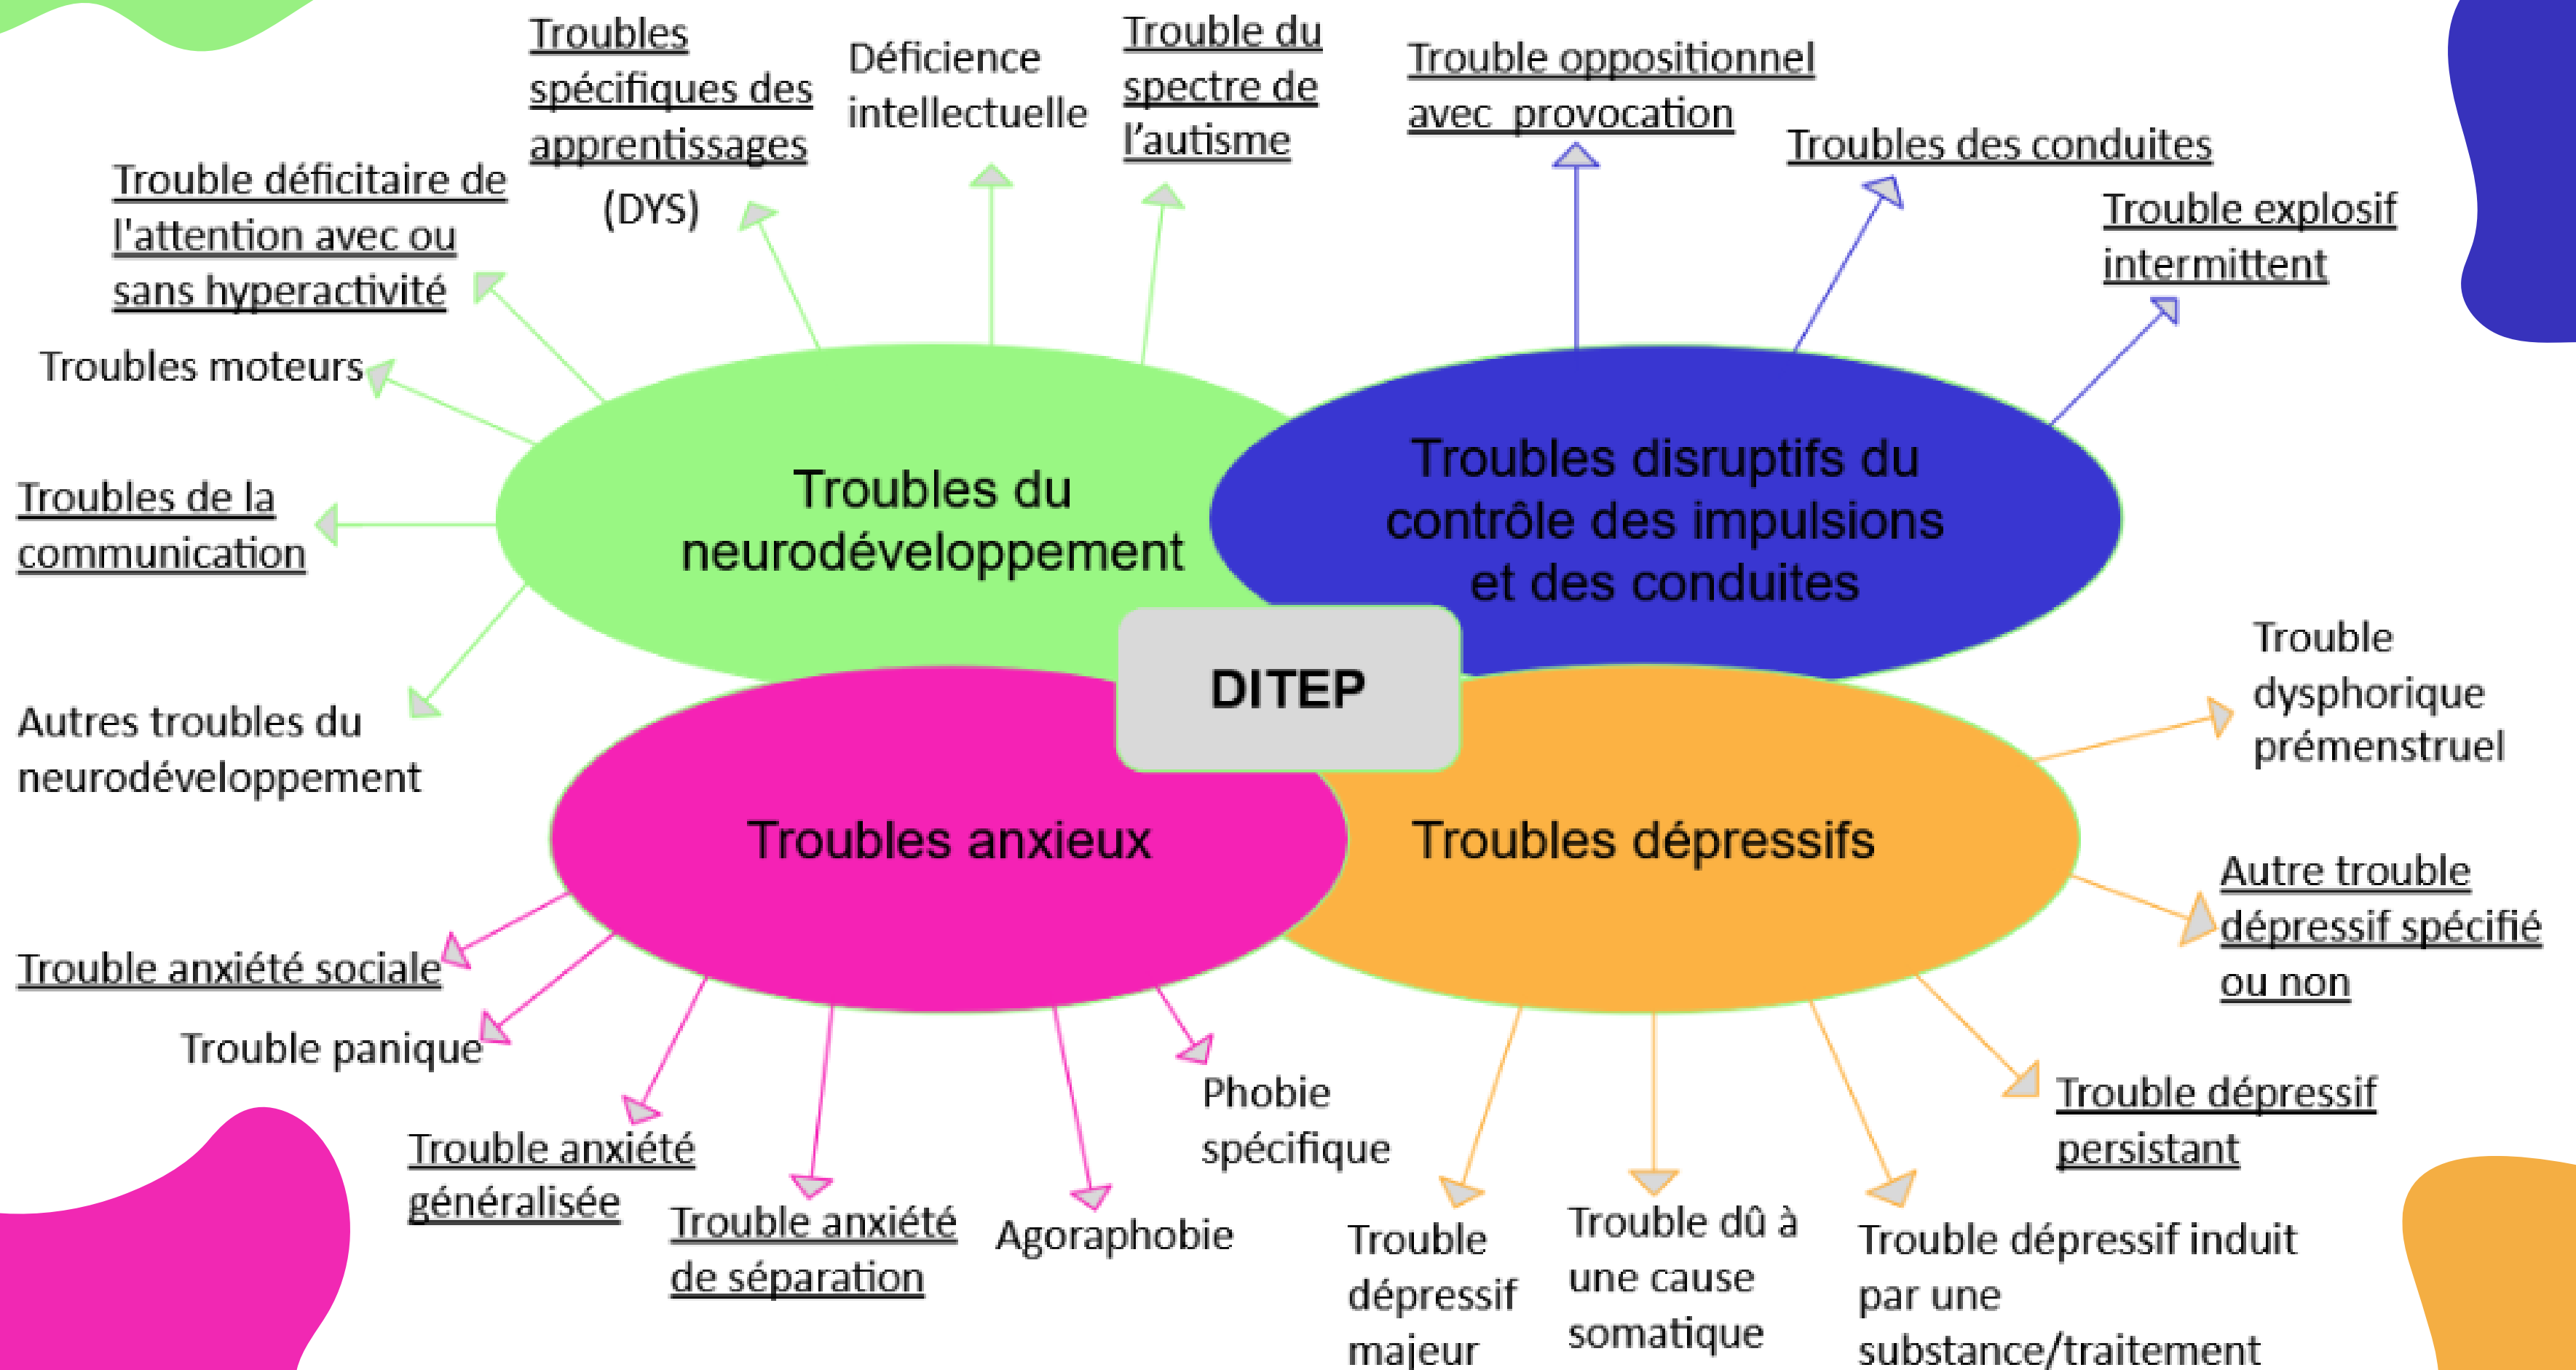 Troubles
spécifiques des
apprentissages
(DYS)
Déficience
intellectuelle
Trouble du
spectre de
l’autisme
Trouble oppositionnel
avec  provocation
Troubles des conduites
Trouble explosif
intermittent
Trouble déficitaire de
l'attention avec ou
sans hyperactivité
Troubles moteurs
Troubles de la
communication
Autres troubles du
neurodéveloppement
Troubles du
neurodéveloppement
Troubles disruptifs du
contrôle des impulsions
et des conduites
DITEP
Troubles anxieux
Troubles dépressifs
Trouble
dysphorique
prémenstruel
Autre trouble
dépressif spécifié
ou non
Trouble dépressif
persistant
Trouble anxiété sociale
Trouble panique
Trouble anxiété
généralisée
Trouble anxiété
de séparation
Agoraphobie
Phobie
spécifique
Trouble
dépressif
majeur
Trouble dû à
une cause
somatique
Trouble dépressif induit
par une
substance/traitement